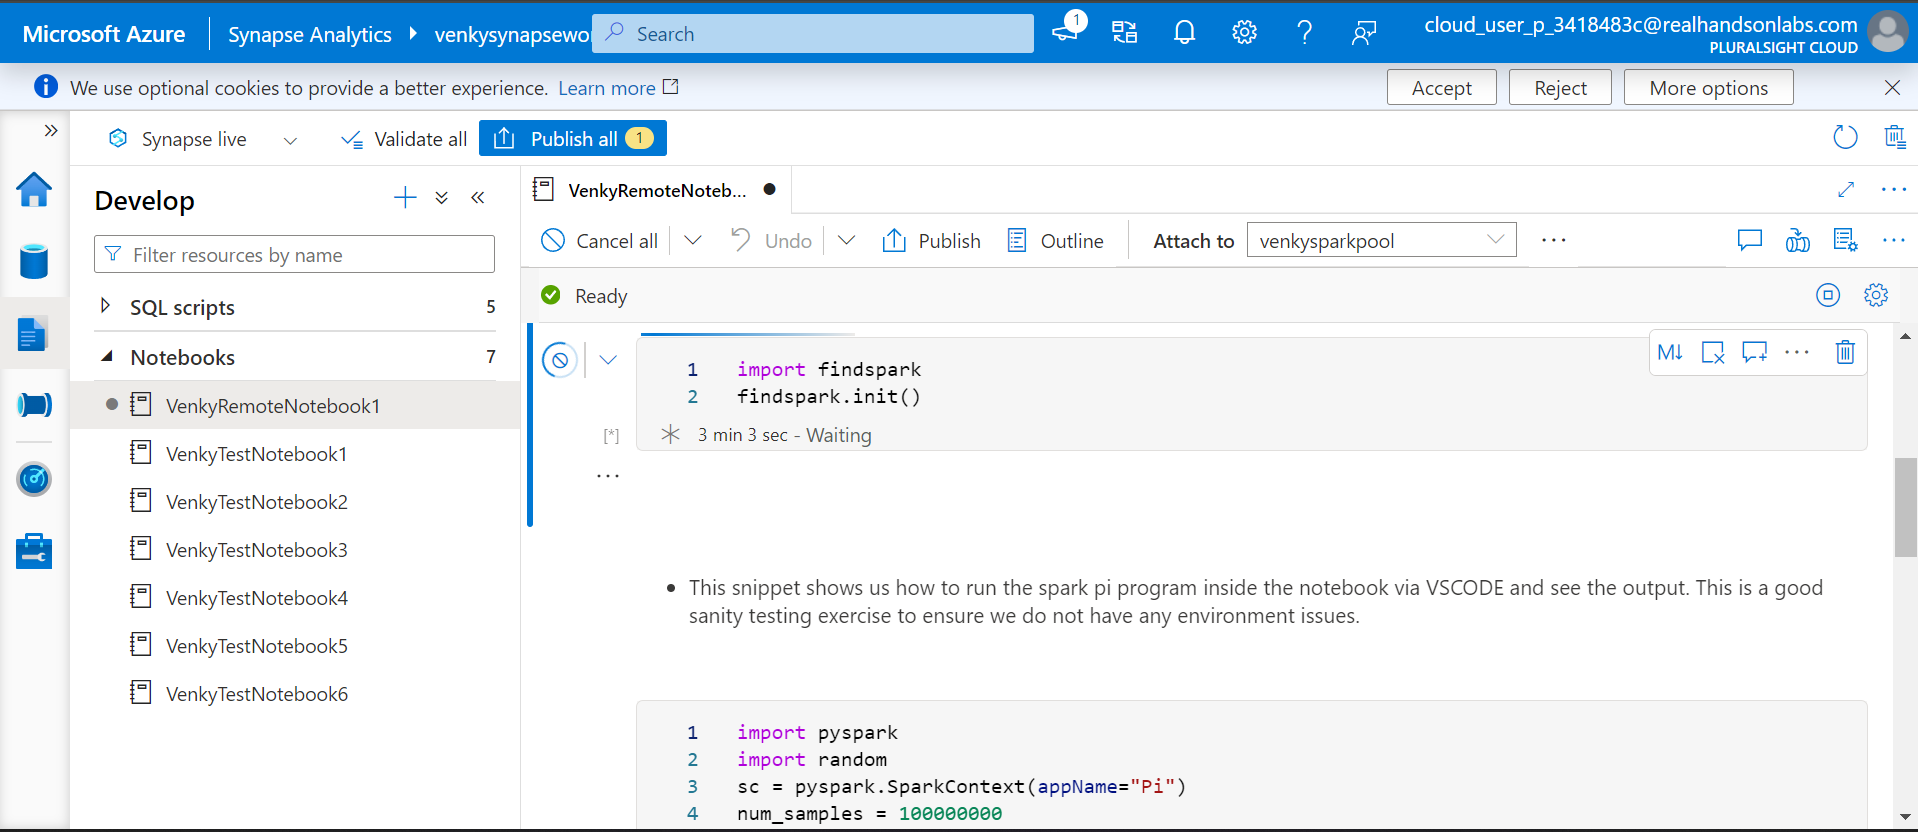 Microsoft Azure
Synapse Analytics
venkysynapsewo
Search
1
cloud_user_p_3418483c@realhandsonlabs.com
PLURALSIGHT CLOUD
We use optional cookies to provide a better experience. Learn more
Accept
Reject
More options
Synapse live
Validate all
Publish all 1
Develop
Filter resources by name
SQL scripts 5
Notebooks 7
VenkyRemoteNotebook1
VenkyTestNotebook1
VenkyTestNotebook2
VenkyTestNotebook3
VenkyTestNotebook4
VenkyTestNotebook5
VenkyTestNotebook6
VenkyRemoteNoteb...
Cancel all
Undo
Publish
Outline
Attach to
venkysparkpool
Ready
M↓
1 import findspark
2 findspark.init()
[*]
3 min 3 sec - Waiting
• This snippet shows us how to run the spark pi program inside the notebook via VSCODE and see the output. This is a good
sanity testing exercise to ensure we do not have any environment issues.
1 import pyspark
2 import random
3 sc = pyspark.SparkContext(appName="Pi")
4 num_samples = 100000000